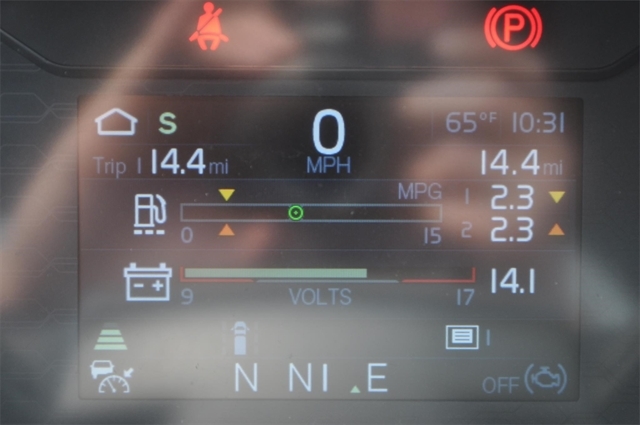 P
S 0 65°F 10:31
Trip 1 14.4 mi MPH 14.4 mi
MPG 1 2.3
0 15 2 2.3
14.1
9 VOLTS 17
1
N N1 E
OFF